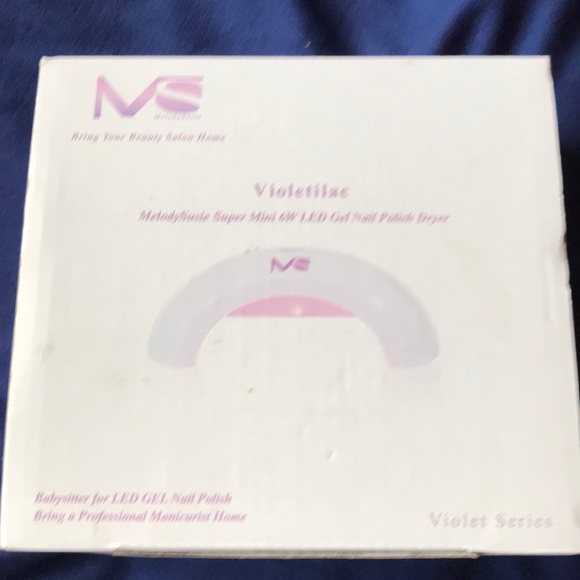 MS
MelodySusie
Bring Your Beauty Salon Home
Violetilac
MelodySusie Super Mini 6W LED Gel Nail Polish Dryer
MS
Babysitter for LED GEL Nail Polish
Bring a Professional Manicurist Home
Violet Series